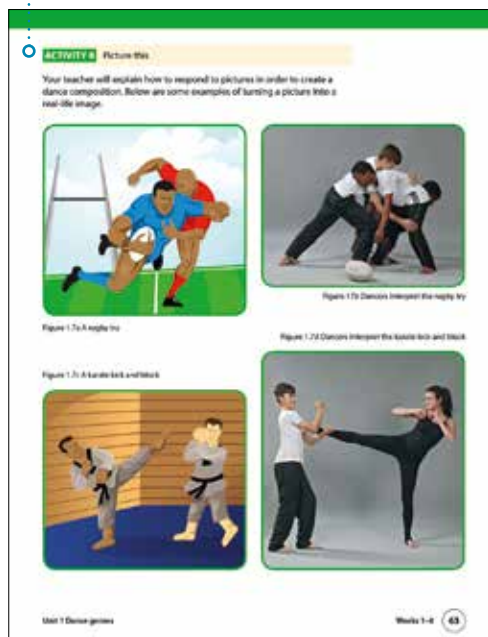 ACTIVITY 6 Picture this
Your teacher will explain how to respond to pictures in order to create a
dance composition. Below are some examples of turning a picture into a
real-life image.
Figure 1.7b Dancers interpret the rugby try
Figure 1.7a A rugby try
Figure 1.7d Dancers interpret the karate kick and block
Figure 1.7c A karate kick and block
Unit 1 Dance genres
Weeks 1–4 63